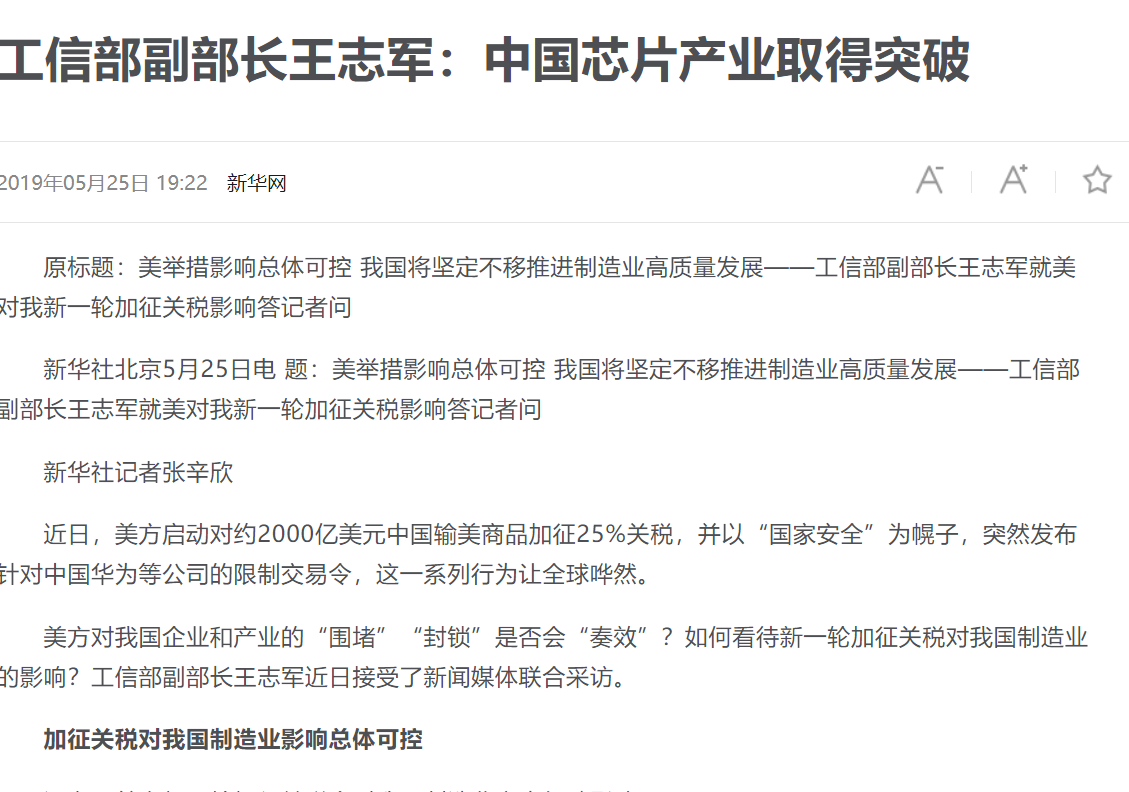 工信部副部长王志军：中国芯片产业取得突破
2019年05月25日 19:22 新华网
原标题：美举措影响总体可控 我国将坚定不移推进制造业高质量发展——工信部副部长王志军就美
对我新一轮加征关税影响答记者问
新华社北京5月25日电 题：美举措影响总体可控 我国将坚定不移推进制造业高质量发展——工信部
副部长王志军就美对我新一轮加征关税影响答记者问
新华社记者张辛欣
近日，美方启动对约2000亿美元中国输美商品加征25%关税，并以“国家安全”为幌子，突然发布
针对中国华为等公司的限制交易令，这一系列行为让全球哗然。
美方对我国企业和产业的“围堵”“封锁”是否会“奏效”？如何看待新一轮加征关税对我国制造业
的影响？工信部副部长王志军近日接受了新闻媒体联合采访。
加征关税对我国制造业影响总体可控